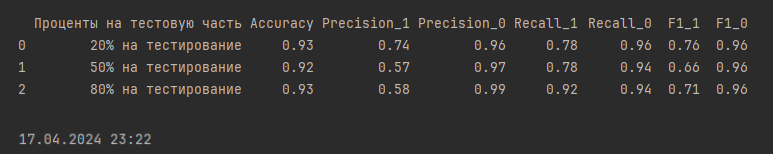 Проценты на тестовую часть Accuracy Precision_1 Precision_0 Recall_1 Recall_0 F1_1 F1_0
0 20% на тестирование 0.93 0.74 0.96 0.78 0.96 0.76 0.96
1 50% на тестирование 0.92 0.57 0.97 0.78 0.94 0.66 0.96
2 80% на тестирование 0.93 0.58 0.99 0.92 0.94 0.71 0.96
17.04.2024 23:22